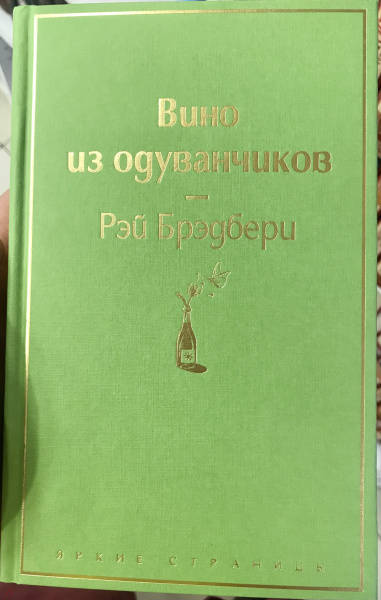 Вино
из одуванчиков
—
Рэй Брэдбери
ЯРКИЕ СТРАНИЦЫ